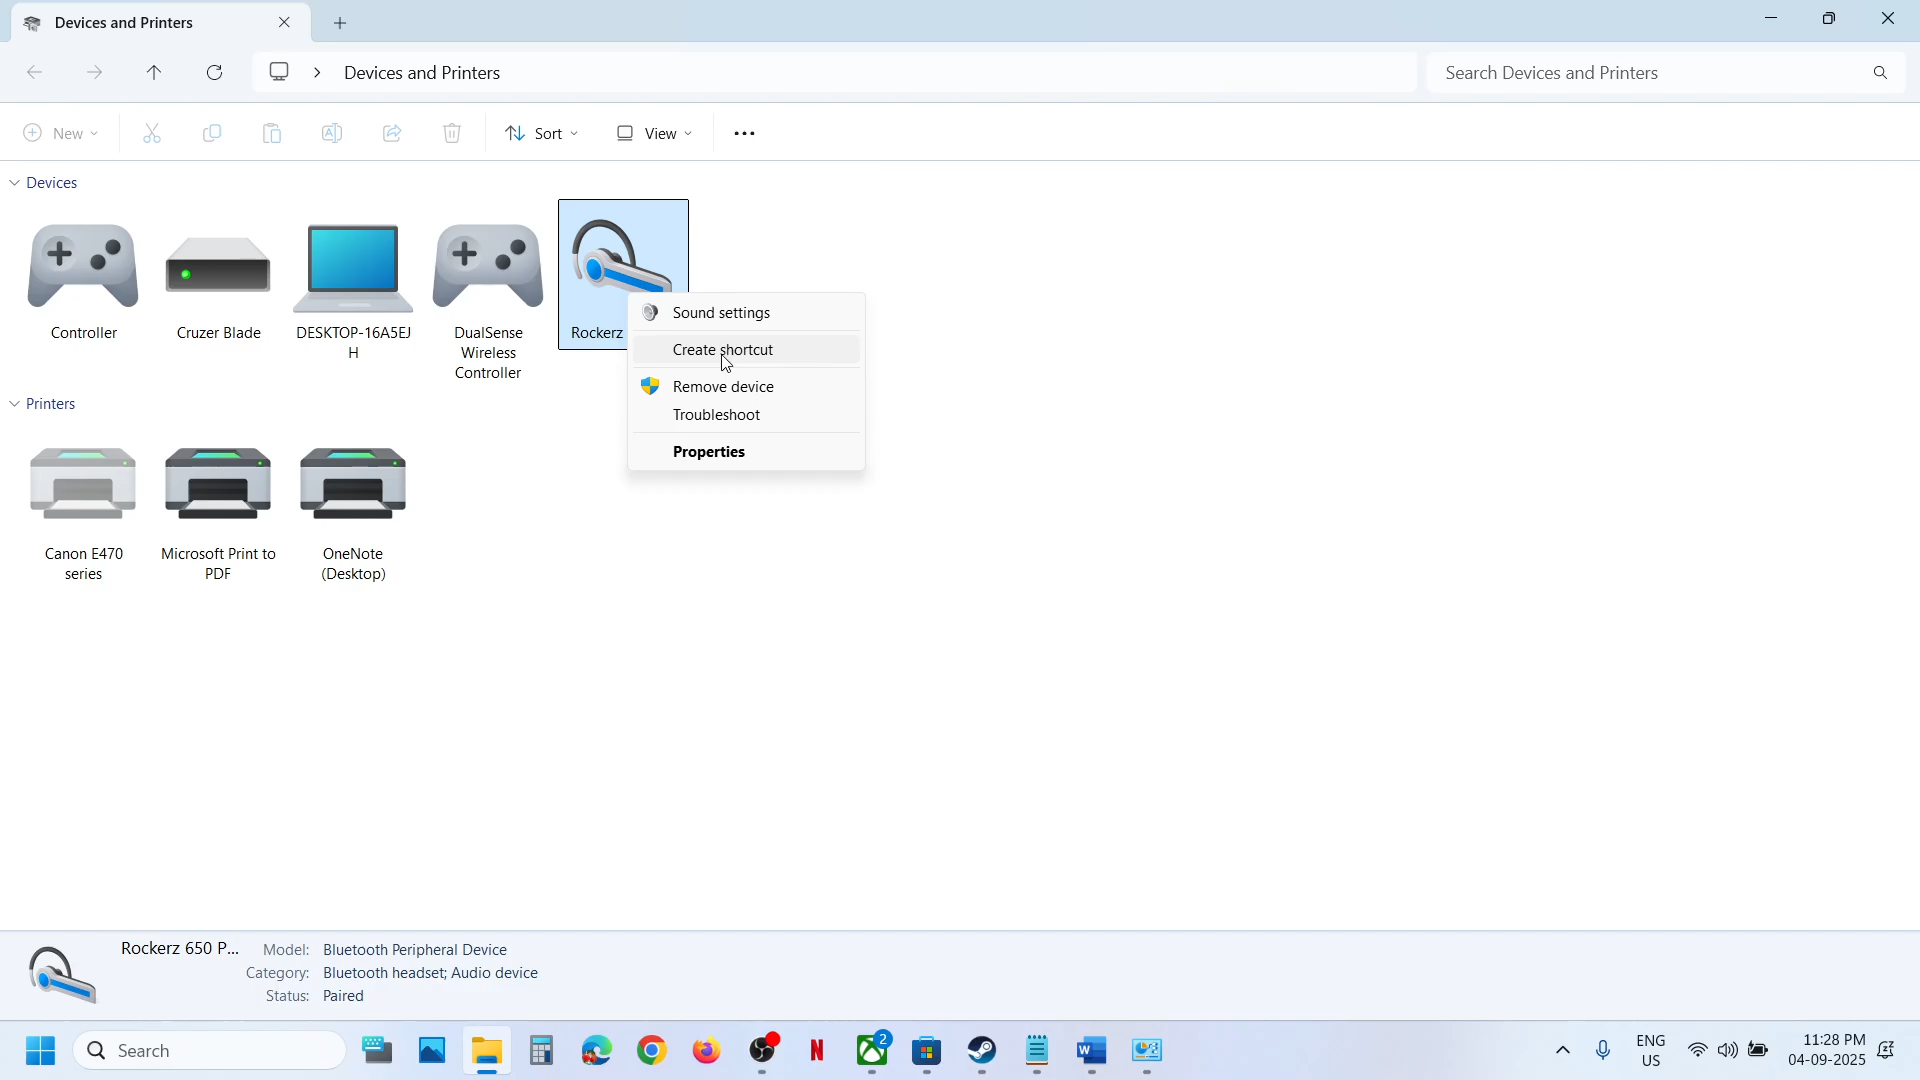 Devices and Printers
Devices and Printers
Search Devices and Printers
New
Sort
View
Devices
Controller
Cruzer Blade
DESKTOP-16A5EJ
H
DualSense
Wireless
Controller
Rockerz
Sound settings
Create shortcut
Remove device
Troubleshoot
Properties
Printers
Canon E470
series
Microsoft Print to
PDF
OneNote
(Desktop)
Rockerz 650 P...
Model: Bluetooth Peripheral Device
Category: Bluetooth headset; Audio device
Status: Paired
Search
2
ENG
US
11:28 PM
04-09-2025